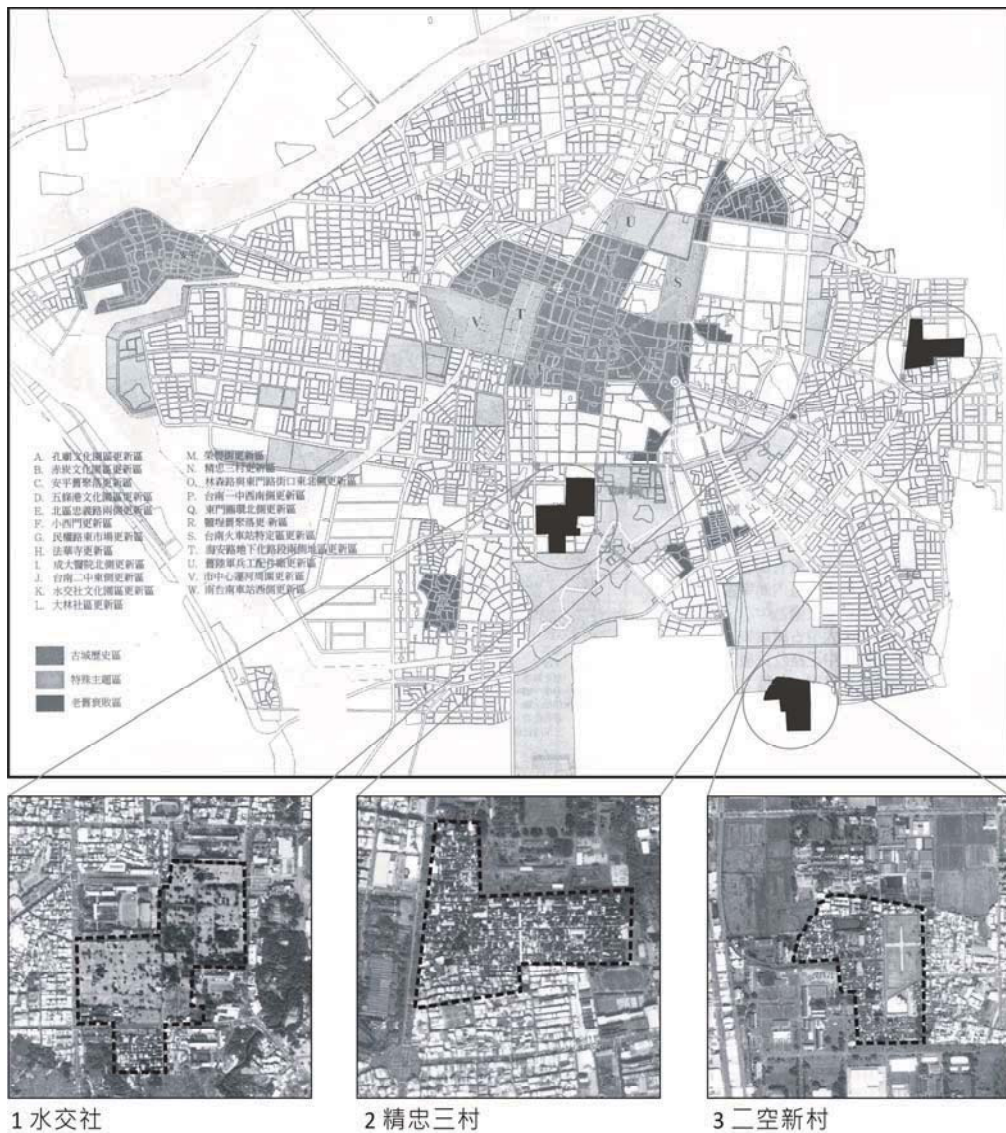 U
S
V
T
A. 孔廟文化園區更新區
B. 赤崁文化園區更新區
C. 安平舊聚落更新區
D. 五條港文化園區更新區
E. 北區忠義路兩側更新區
F. 小西門更新區
G. 民權路東市場更新區
H. 法華寺更新區
I. 成大醫院北側更新區
J. 台南二中東側更新區
K. 水交社文化園區更新區
L. 大林社區更新區
M. 榮譽街更新區
N. 精忠三村更新區
O. 林森路與東門路街口東北側更新區
P. 台南一中西南側更新區
Q. 東門圓環北側更新區
R. 鹽埕舊聚落更新區
S. 台南火車站特定區更新區
T. 海安路地下化路段兩側地區更新區
U. 舊陸軍兵工配件廠更新區
V. 市中心運河周圍更新區
W. 南台南車站西側更新區
古城歷史區
特殊主題區
老舊衰敗區
1 水交社
2 精忠三村
3 二空新村